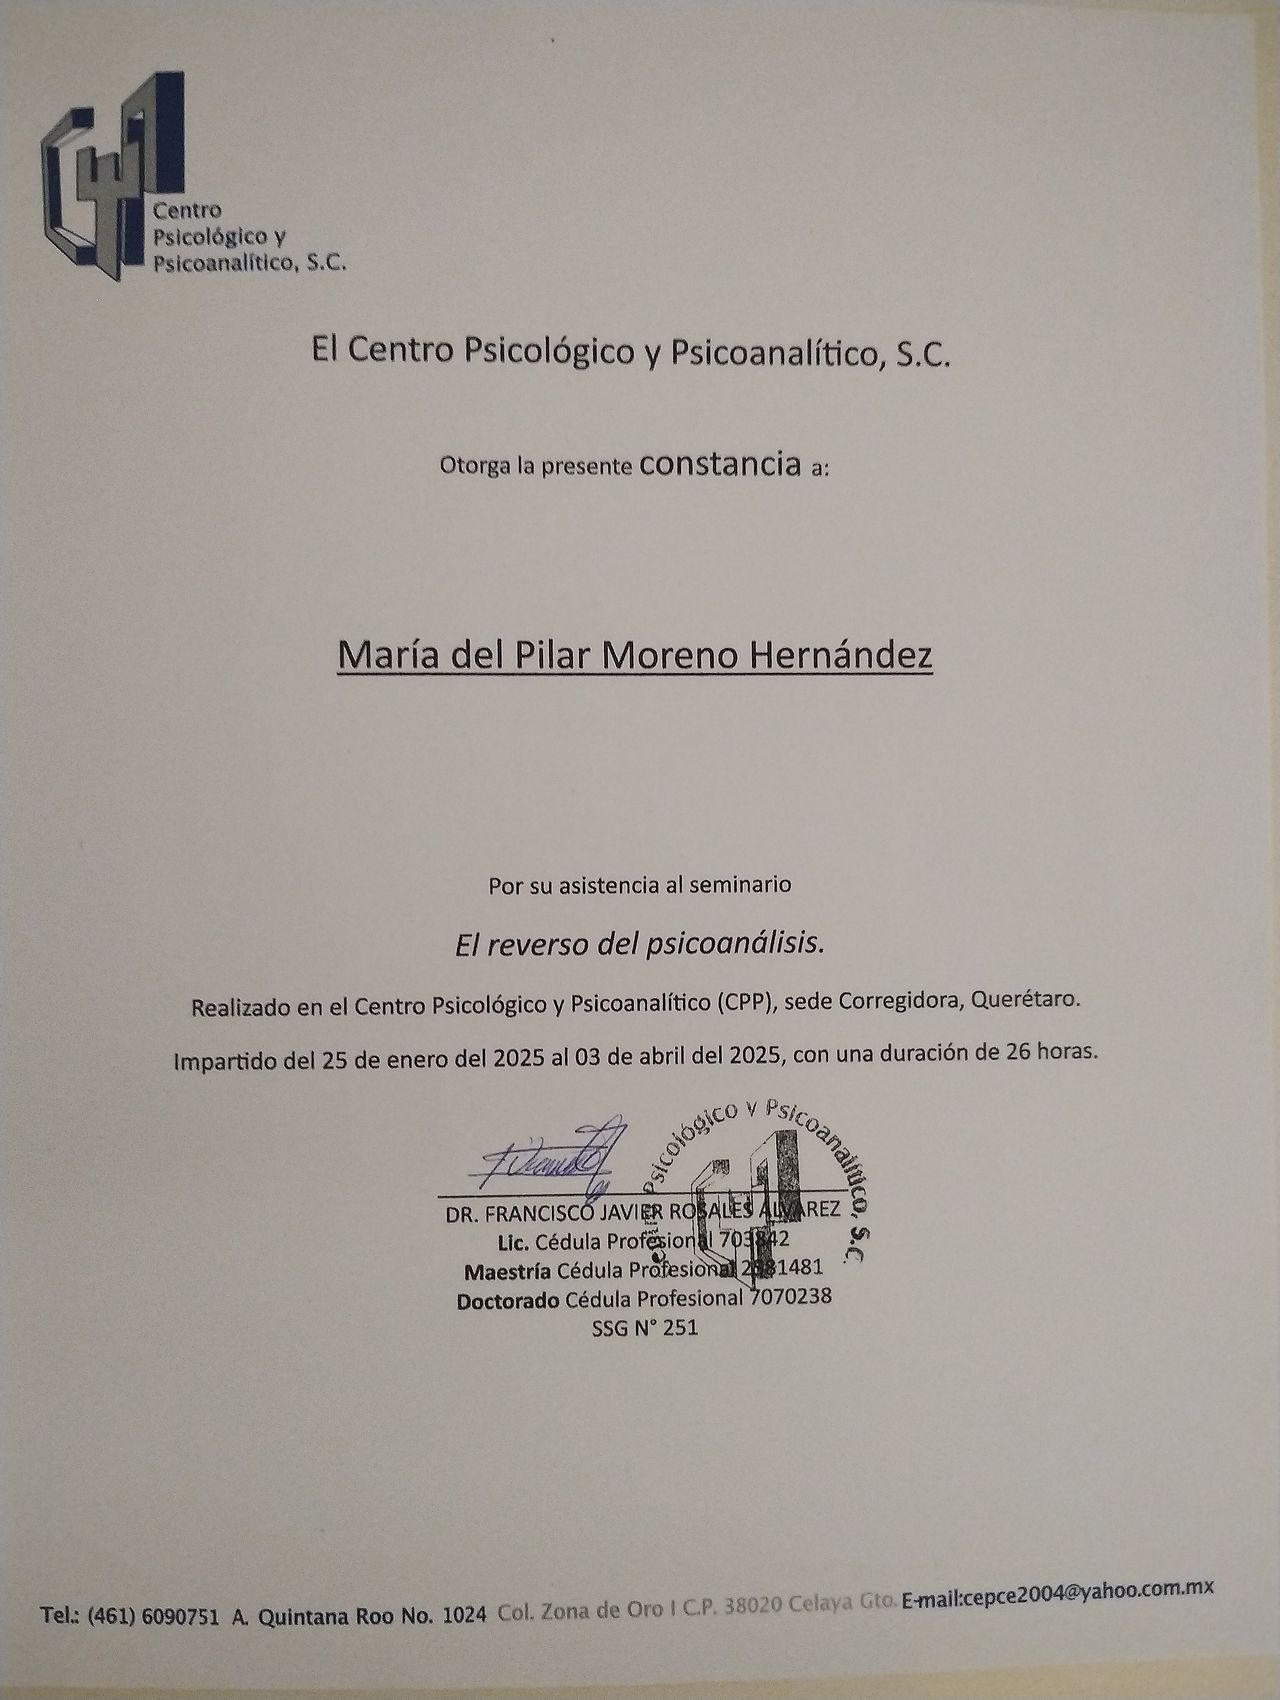 Centro
Psicológico y
Psicoanalítico, S.C.
El Centro Psicológico y Psicoanalítico, S.C.
Otorga la presente constancia a:
María del Pilar Moreno Hernández
Por su asistencia al seminario
El reverso del psicoanálisis.
Realizado en el Centro Psicológico y Psicoanalítico (CPP), sede Corregidora, Querétaro.
Impartido del 25 de enero del 2025 al 03 de abril del 2025, con una duración de 26 horas.
Psicológico y Psicoanalítico, S.C.
DR. FRANCISCO JAVIER ROSALES ALVAREZ
Lic. Cédula Profesional
Maestría Cédula Profesional
Doctorado Cédula Profesional 7070238
SSG N° 251
Tel.: (461) 6090751 A. Quintana Roo No. 1024 Col. Zona de Oro I C.P. 38020 Celaya Gto. E-mail:cepce2004@yahoo.com.mx